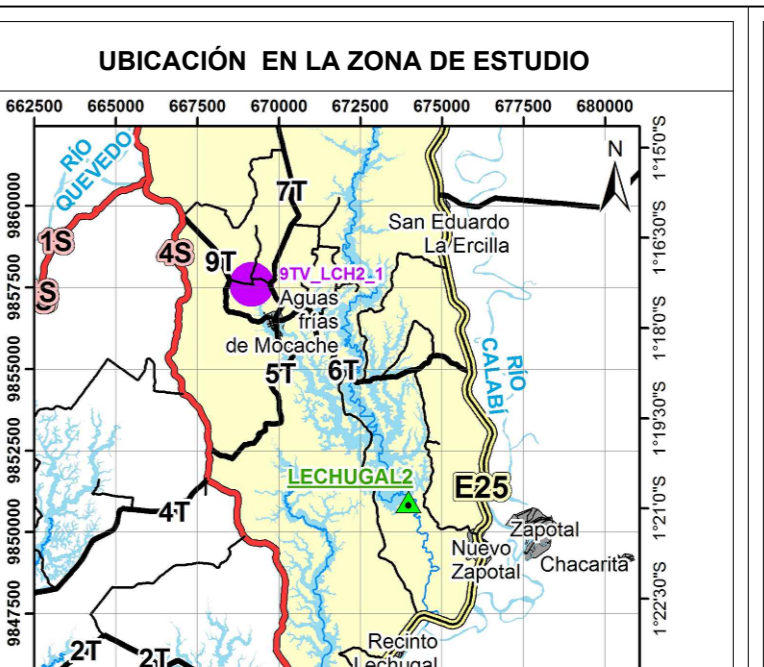 UBICACIÓN EN LA ZONA DE ESTUDIO
662500 665000 667500 670000 672500 675000 677500 680000
1°15'0"S
9860000
1°16'30"S
9857500
1°18'0"S
9855000
1°19'30"S
9852500
1°21'0"S
9850000
1°22'30"S
9847500
N
RÍO
QUEVEDO
7T
1S
4S
9T
S
9TV_LCH2_1
San Eduardo
La Ercilla
Aguas
frías
de Mocache
5T
6T
RÍO
CALABÍ
LECHUGAL2
E25
4T
Zapotal
Nuevo
Zapotal
Chacarita
Recinto
Lechugal
2T
2T